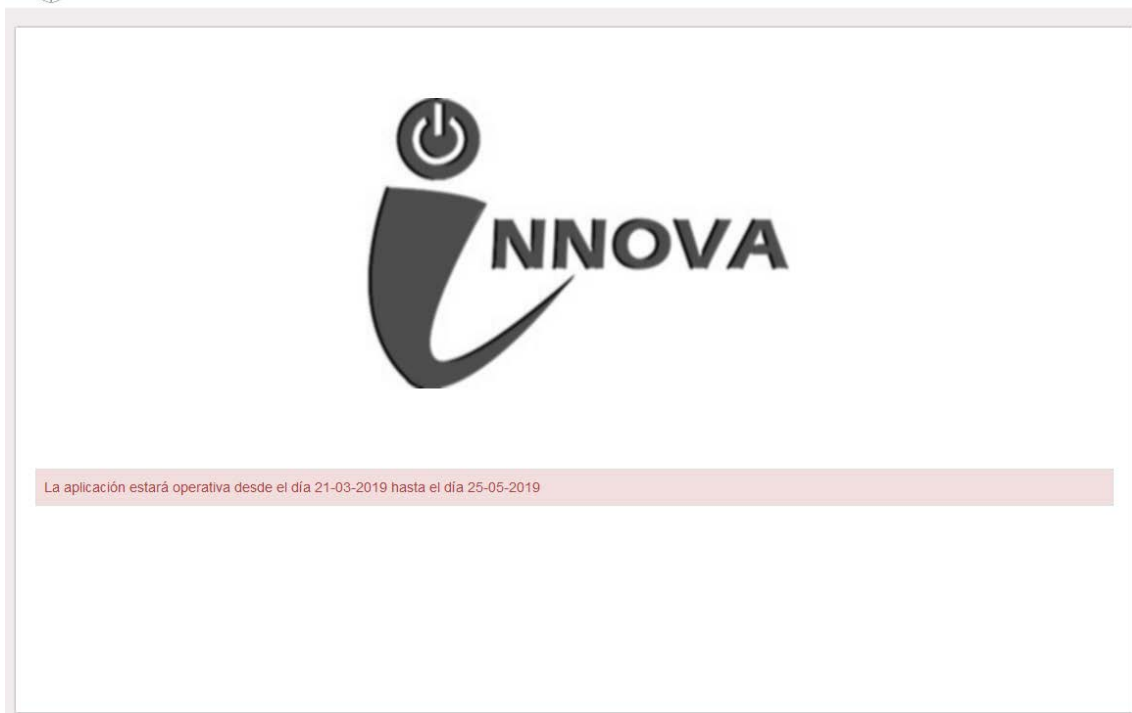 iNNOVA
La aplicación estará operativa desde el día 21-03-2019 hasta el día 25-05-2019